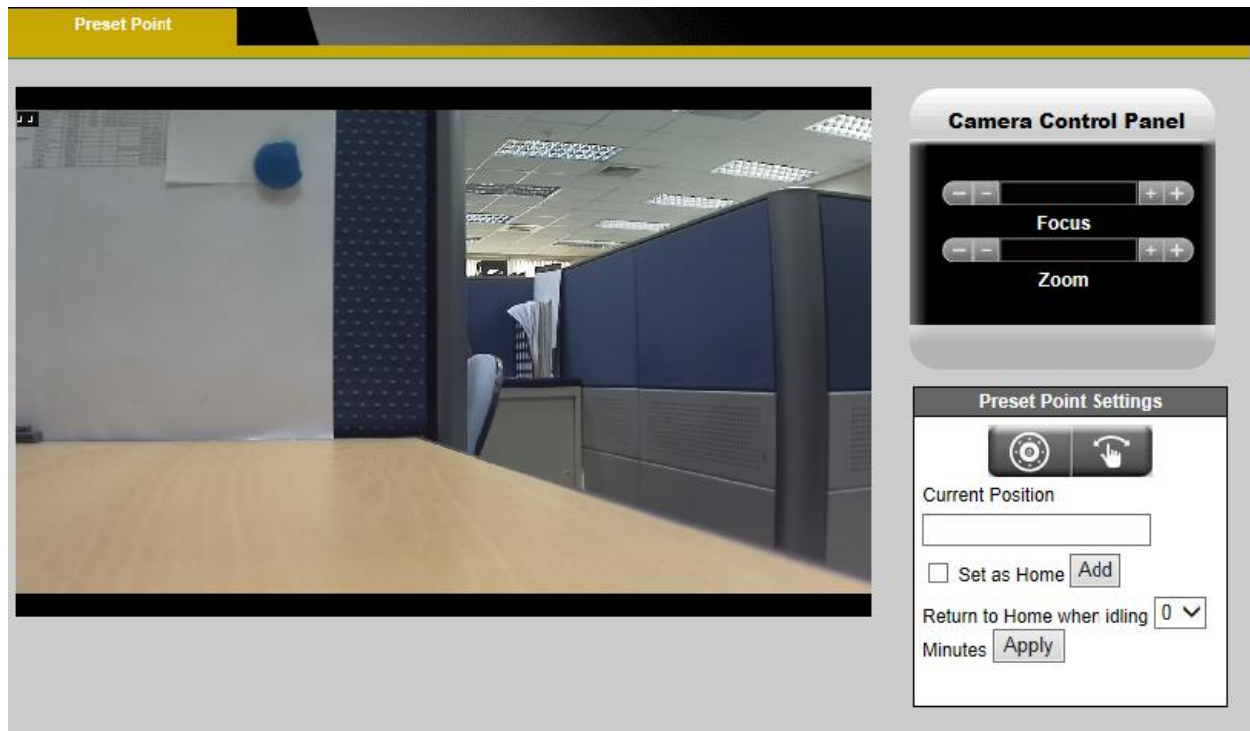 Preset Point
Camera Control Panel
Focus
Zoom
Preset Point Settings
Current Position
Set as Home Add
Return to Home when idling 0
Minutes Apply